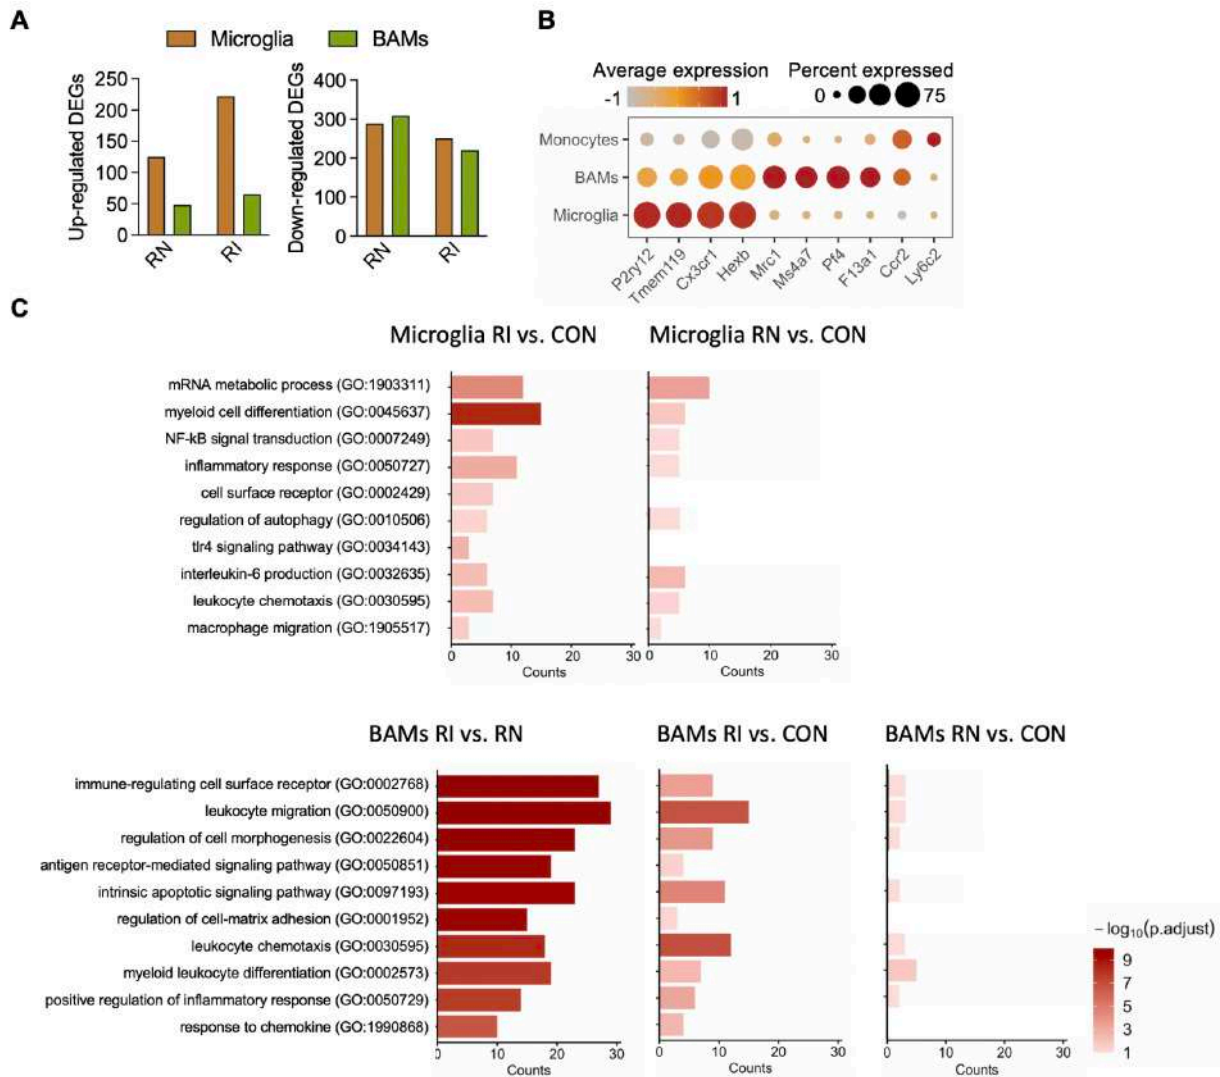 A
Microglia
BAMs
Up-regulated DEGs
250
200
150
100
50
0
RN
RI
Down-regulated DEGs
400
300
200
100
0
RN
RI
B
Average expression
-1
1
Percent expressed
0
75
Monocytes
BAMs
Microglia
P2ry12
Tmem119
Cx3cr1
Hexb
Mrc1
Ms4a7
Pf4
F13a1
Ccr2
Ly6c2
C
Microglia RI vs. CON
Microglia RN vs. CON
mRNA metabolic process (GO:1903311)
myeloid cell differentiation (GO:0045637)
NF-kB signal transduction (GO:0007249)
inflammatory response (GO:0050727)
cell surface receptor (GO:0002429)
regulation of autophagy (GO:0010506)
tlr4 signaling pathway (GO:0034143)
interleukin-6 production (GO:0032635)
leukocyte chemotaxis (GO:0030595)
macrophage migration (GO:1905517)
0 10 20 30
Counts
0 10 20 30
Counts
BAMs RI vs. RN
BAMs RI vs. CON
BAMs RN vs. CON
immune-regulating cell surface receptor (GO:0002768)
leukocyte migration (GO:0050900)
regulation of cell morphogenesis (GO:0022604)
antigen receptor-mediated signaling pathway (GO:0050851)
intrinsic apoptotic signaling pathway (GO:0097193)
regulation of cell-matrix adhesion (GO:0001952)
leukocyte chemotaxis (GO:0030595)
myeloid leukocyte differentiation (GO:0002573)
positive regulation of inflammatory response (GO:0050729)
response to chemokine (GO:1990868)
0 10 20 30
Counts
0 10 20 30
Counts
0 10 20 30
Counts
− log10(p.adjust)
9
7
5
3
1